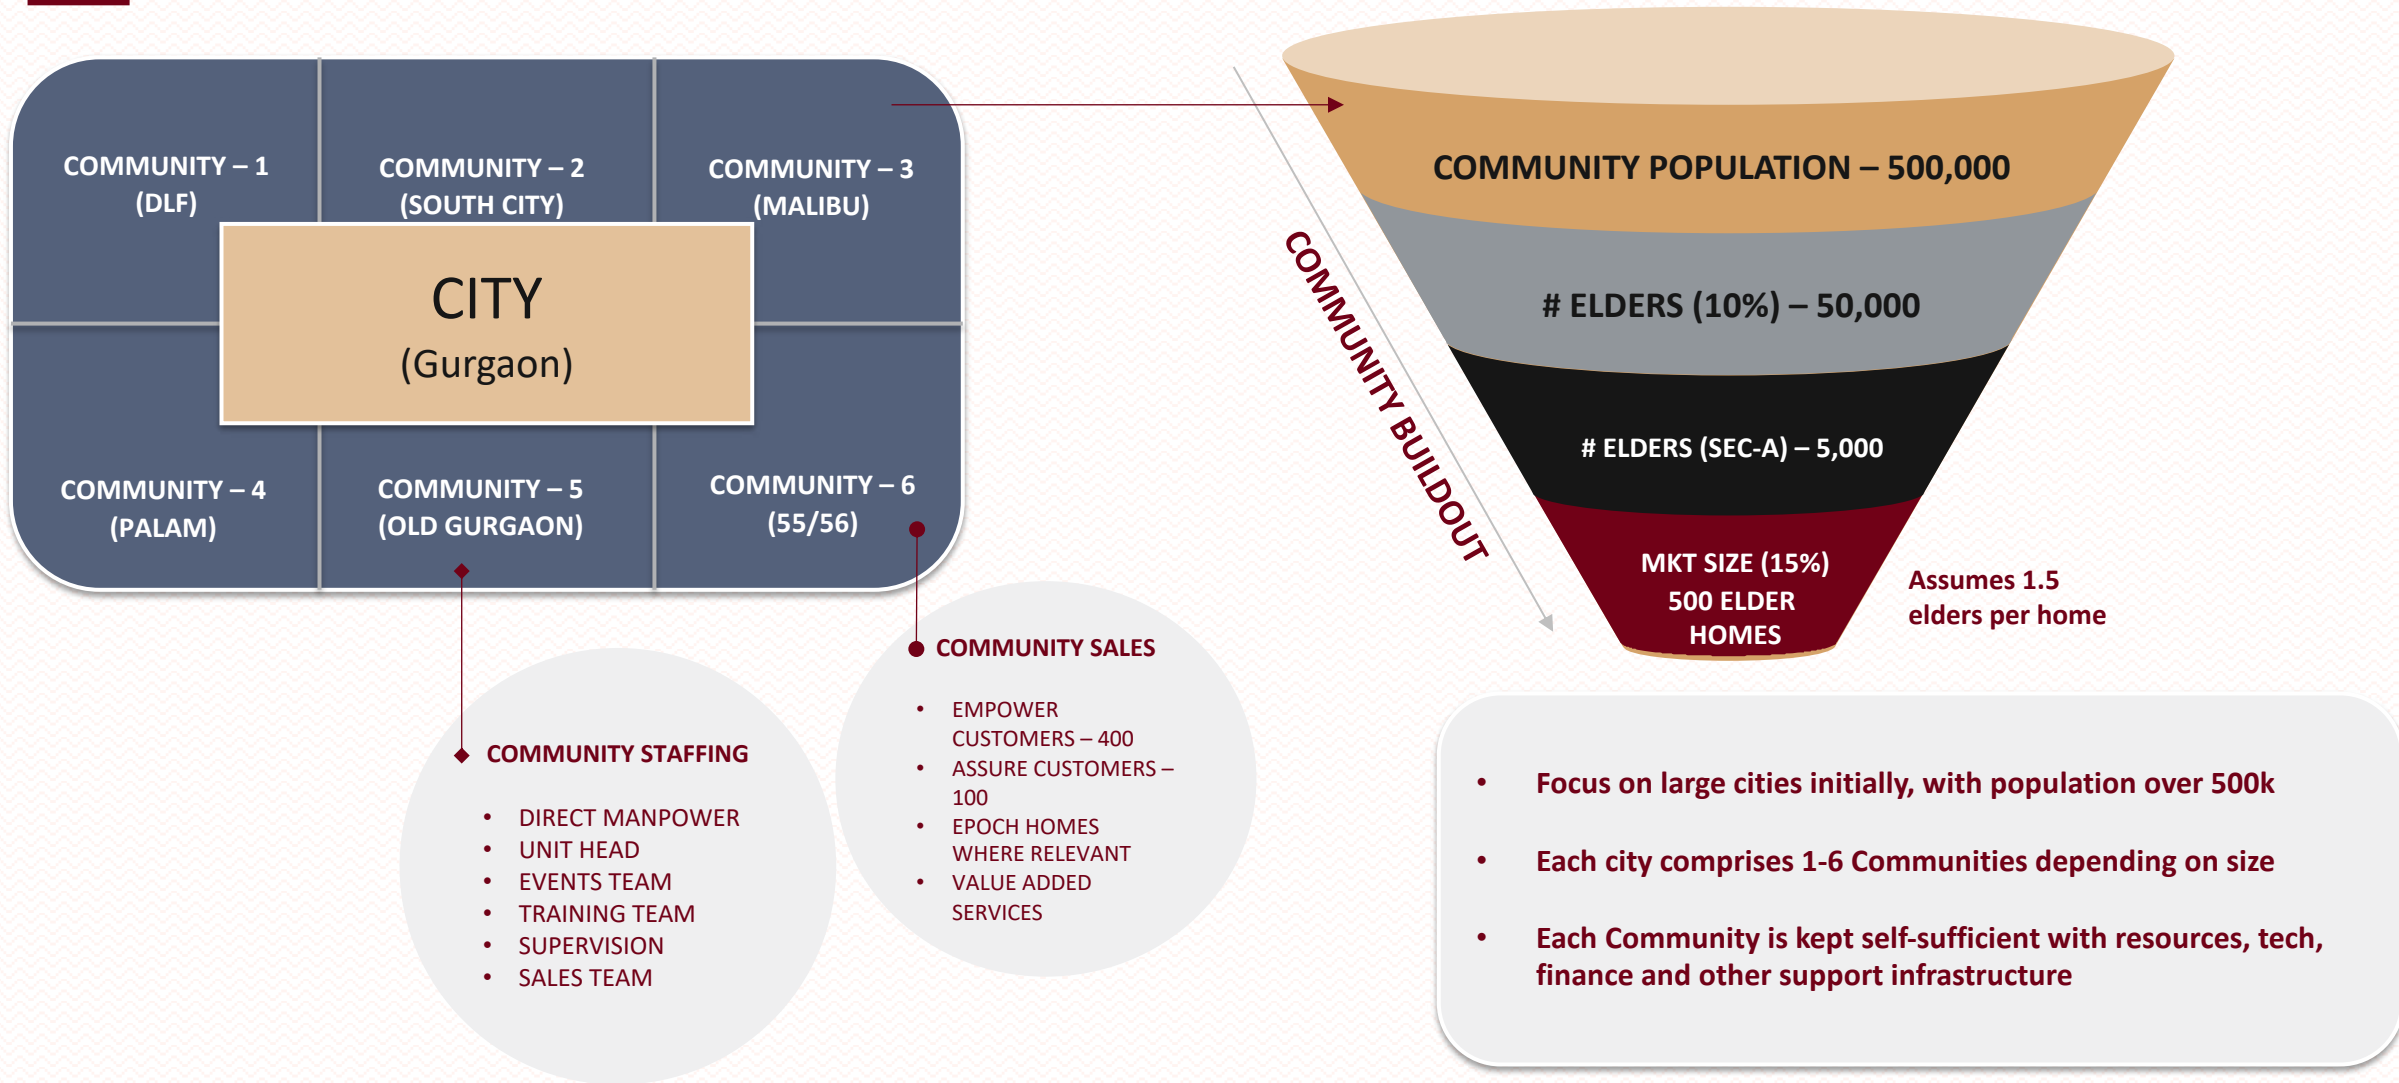 COMMUNITY – 1
(DLF)
COMMUNITY – 2
(SOUTH CITY)
COMMUNITY – 3
(MALIBU)
CITY
(Gurgaon)
COMMUNITY – 4
(PALAM)
COMMUNITY – 5
(OLD GURGAON)
COMMUNITY – 6
(55/56)
COMMUNITY STAFFING
• DIRECT MANPOWER
• UNIT HEAD
• EVENTS TEAM
• TRAINING TEAM
• SUPERVISION
• SALES TEAM
COMMUNITY SALES
• EMPOWER
CUSTOMERS – 400
• ASSURE CUSTOMERS –
100
• EPOCH HOMES
WHERE RELEVANT
• VALUE ADDED
SERVICES
COMMUNITY BUILDOUT
COMMUNITY POPULATION – 500,000
# ELDERS (10%) – 50,000
# ELDERS (SEC-A) – 5,000
MKT SIZE (15%)
500 ELDER
HOMES
Assumes 1.5
elders per home
• Focus on large cities initially, with population over 500k
• Each city comprises 1-6 Communities depending on size
• Each Community is kept self-sufficient with resources, tech,
finance and other support infrastructure